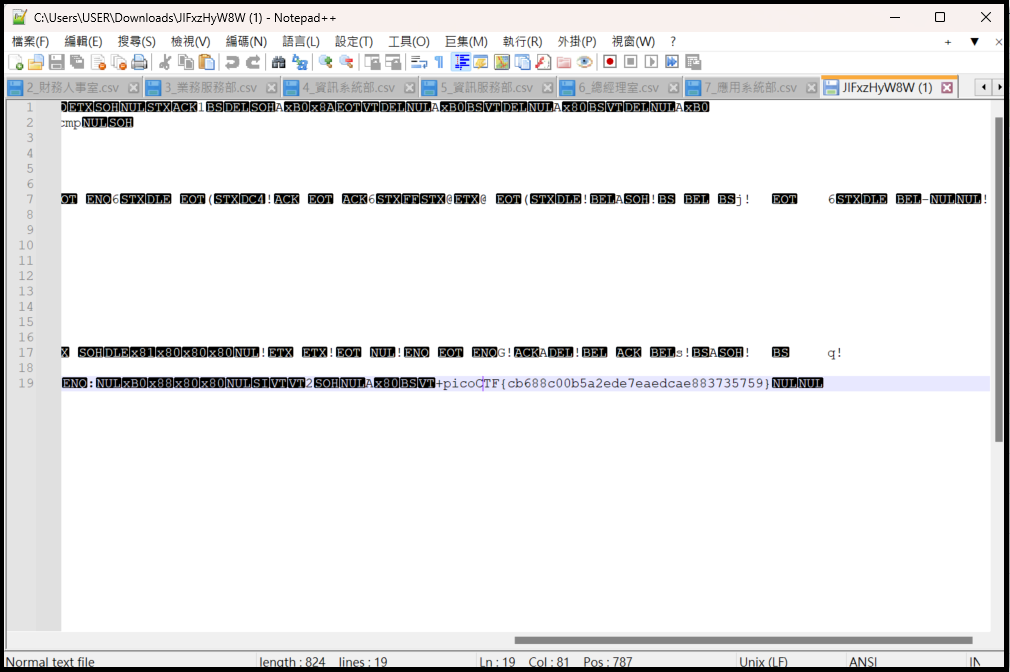 C:\Users\USER\Downloads\JIFxzHyW8W (1) - Notepad++
檔案(F) 編輯(E) 搜尋(S) 檢視(V) 編碼(N) 語言(L) 設定(T) 工具(O) 巨集(M) 執行(R) 外掛(P) 視窗(W) ? + ▼ ×
2_財務人事室.csv 3_業務服務部.csv 4_資訊系統部.csv 5_資訊服務部.csv 6_總經理室.csv 7_應用系統部.csv JIFxzHyW8W (1)
1 ETXSOHNULSTXACK1BSDELSOHAxB0x8AEOTVTDELNULAxB0BSVTDELNULAx80BSVTDELNULAxB0
2 cmpNULSOH
3
4
5
6
7 OT ENQ6STXDLE EOT(STXDC4!ACK EOT ACK6STXFFSTX@ETX@ EOT(STXDLE!BELASOH!BS BEL BSj! EOT 6STXDLE BEL-NULNUL!
8
9
10
11
12
13
14
15
16
17 X SOHDLEx81x80x80x80NUL!ETX ETX!EOT NUL!ENQ EOT ENQG!ACKADEL!BEL ACK BELs!BSASOH! BS q!
18
19 ENQ:NULxB0x88x80x80NULSIVTVT2SOHNULAx80BSVT+picoCTF{cb688c00b5a2ede7eaedcae883735759}NULNUL
Normal text file length : 824 lines : 19 Ln : 19 Col : 81 Pos : 787 Unix (LF) ANSI IN